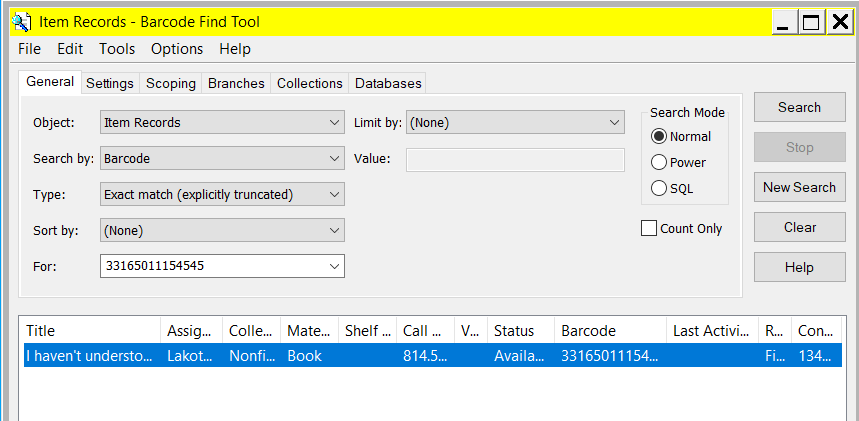 Item Records - Barcode Find Tool
File Edit Tools Options Help
General Settings Scoping Branches Collections Databases
Object: Item Records Limit by: (None) Search Mode Search
Search by: Barcode Value: Normal Stop
Type: Exact match (explicitly truncated) Power New Search
Sort by: (None) SQL Clear
For: 33165011154545 Count Only Help
Title Assig... Colle... Mate... Shelf ... Call ... V... Status Barcode Last Activi... R... Con...
I haven't understo... Lakot... Nonfi... Book 814.5... Availa... 33165011154... Fi... 134...